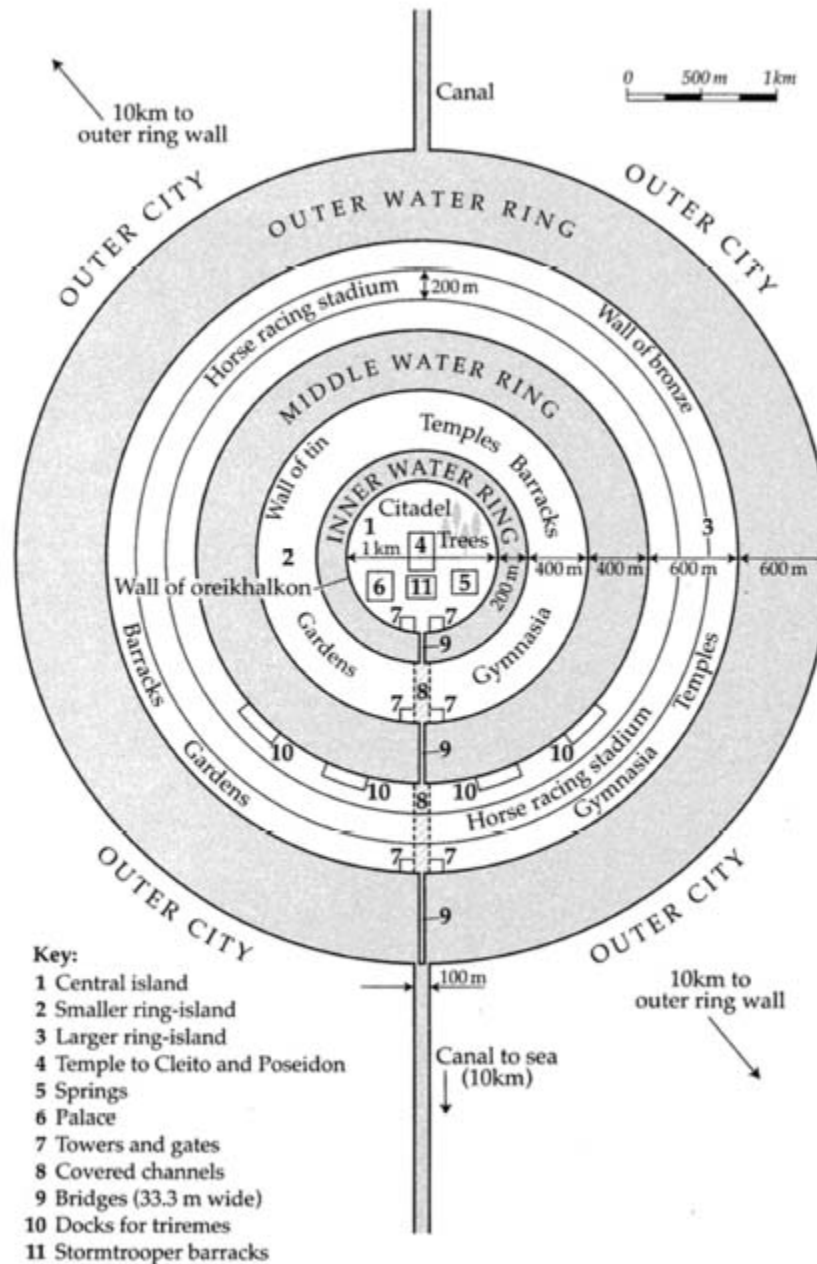 0 500 m 1km
Canal
10km to
outer ring wall
OUTER CITY
OUTER CITY
OUTER WATER RING
Horse racing stadium
200 m
Wall of bronze
MIDDLE WATER RING
Wall of tin
Temples
Barracks
INNER WATER RING
1
Citadel
Trees
4
3
2
1 km
200 m
400 m
400 m
600 m
600 m
Wall of oreikhalkon
6
11
5
7
7
9
Gardens
Gymnasia
Barracks
Temples
8
7
7
10
9
10
Gardens
10
8
10
Horse racing stadium
Gymnasia
7
7
OUTER CITY
9
OUTER CITY
Key:
1 Central island
2 Smaller ring-island
3 Larger ring-island
4 Temple to Cleito and Poseidon
5 Springs
6 Palace
7 Towers and gates
8 Covered channels
9 Bridges (33.3 m wide)
10 Docks for triremes
11 Stormtrooper barracks
100 m
10km to
outer ring wall
Canal to sea
(10km)